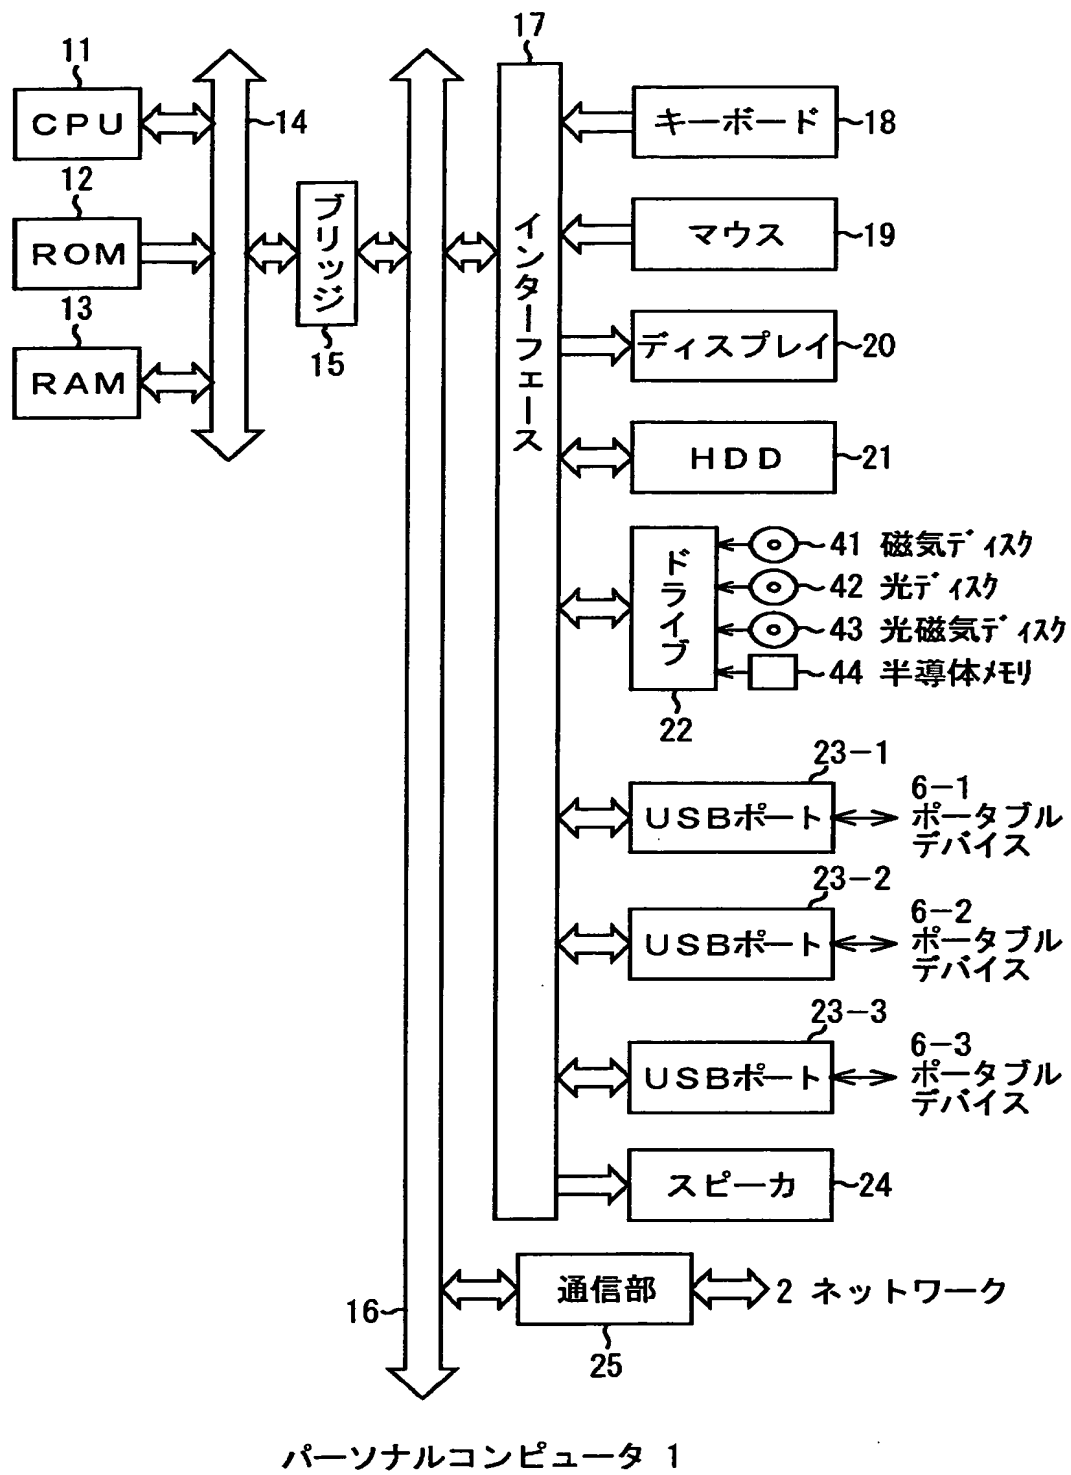 17
11
CPU
14
12
ROM
13
RAM
ブリッジ
15
インターフェース
キーボード 18
マウス 19
ディスプレイ 20
HDD 21
ドライブ
22
41 磁気ディスク
42 光ディスク
43 光磁気ディスク
44 半導体メモリ
23-1
USBポート
6-1
ポータブル
デバイス
23-2
USBポート
6-2
ポータブル
デバイス
23-3
USBポート
6-3
ポータブル
デバイス
スピーカ 24
16
通信部
25
2 ネットワーク
パーソナルコンピュータ 1